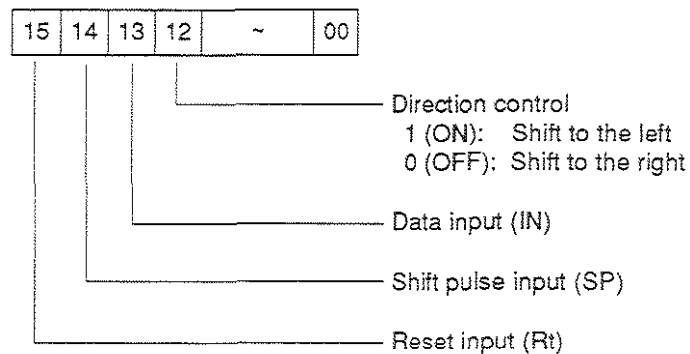 15 14 13 12 ~ 00
Direction control
1 (ON): Shift to the left
0 (OFF): Shift to the right
Data input (IN)
Shift pulse input (SP)
Reset input (Rt)